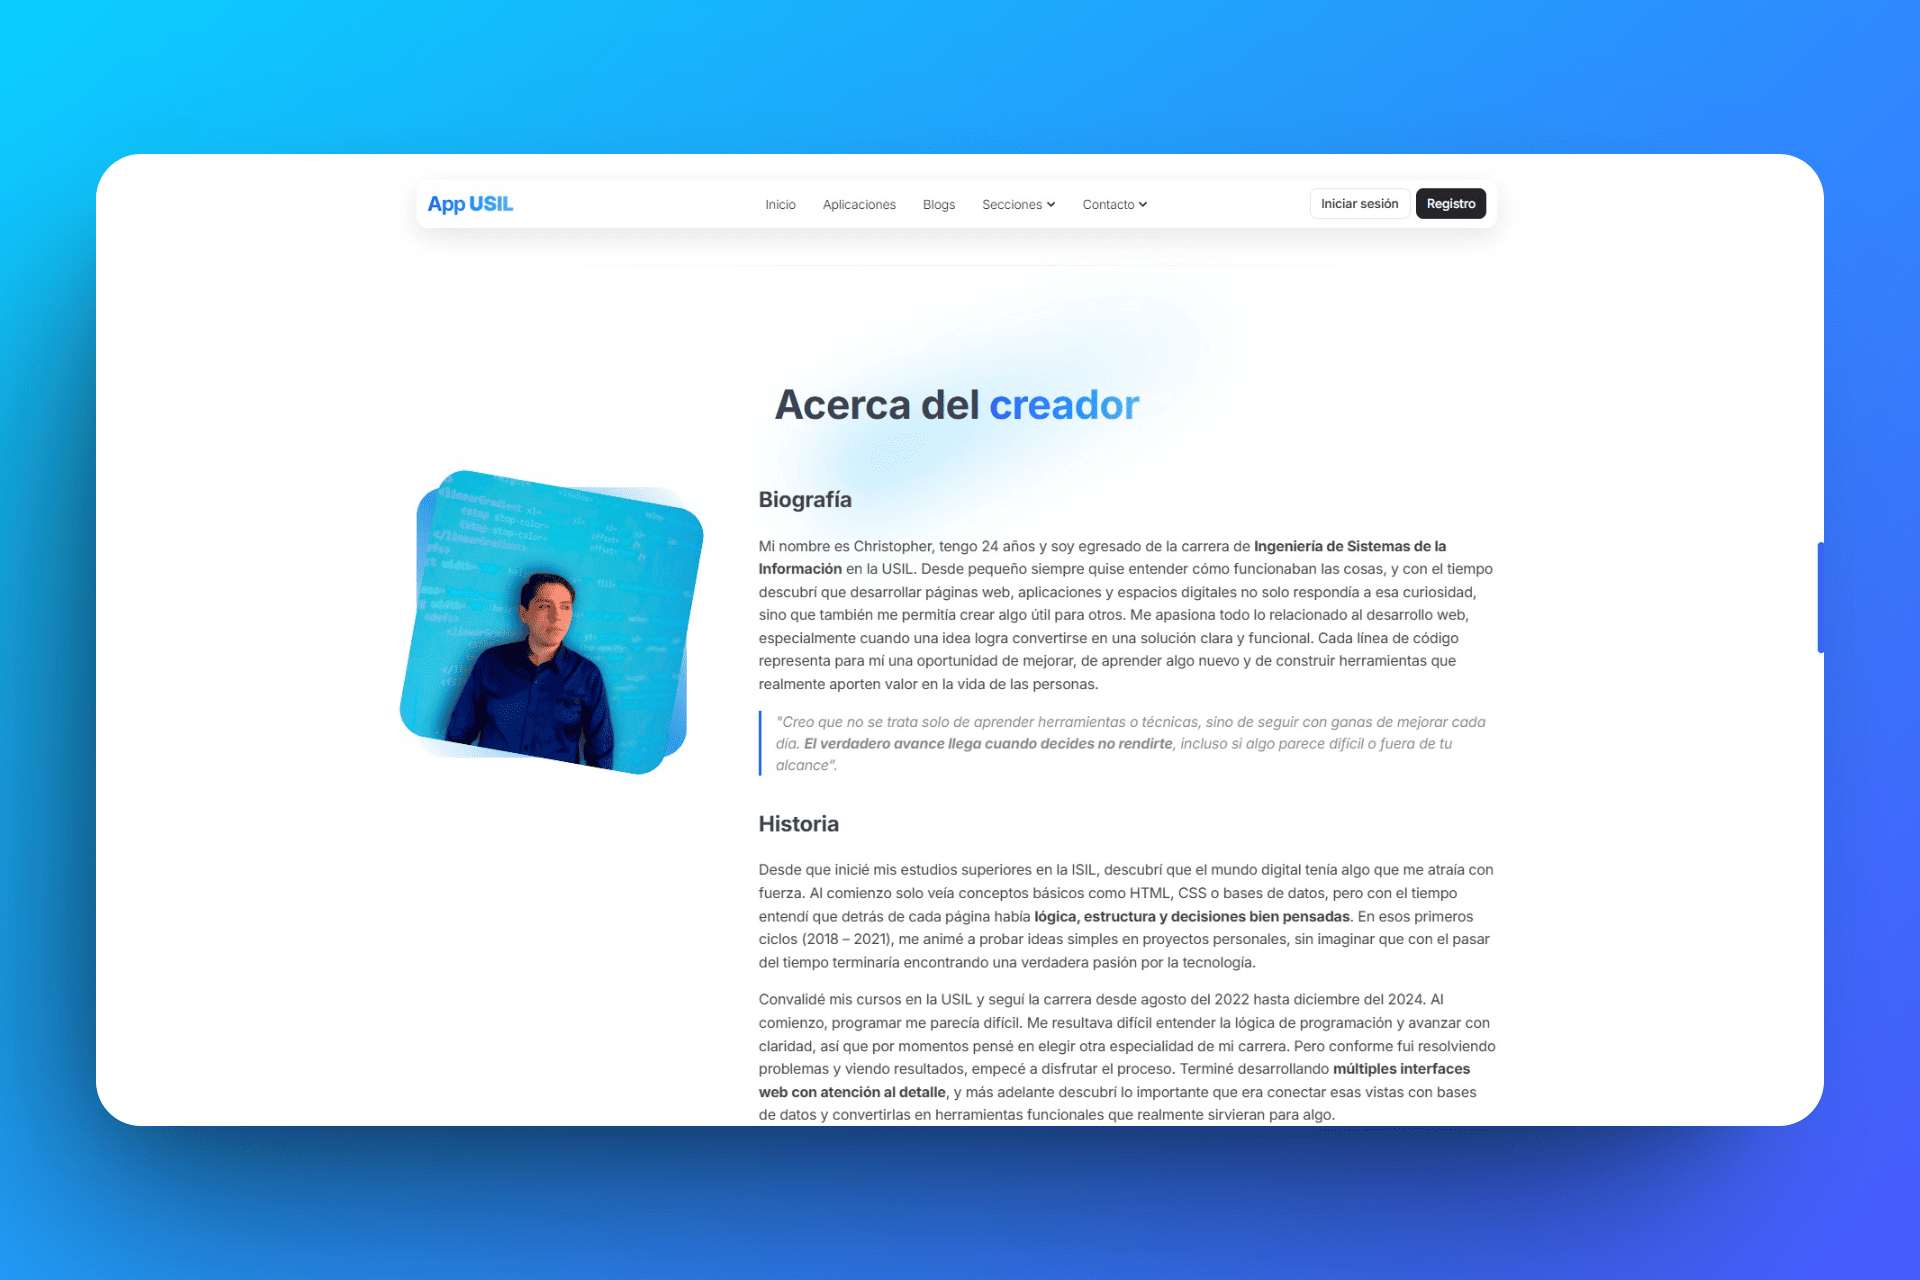 App USIL
Inicio
Aplicaciones
Blogs
Secciones
Contacto
Iniciar sesión
Registro
Acerca del creador
<linearGradient x1=
<stop stop-color=
<stop stop-color=
</linearGradient>
Biografía
Mi nombre es Christopher, tengo 24 años y soy egresado de la carrera de Ingeniería de Sistemas de la
Información en la USIL. Desde pequeño siempre quise entender cómo funcionaban las cosas, y con el tiempo
descubrí que desarrollar páginas web, aplicaciones y espacios digitales no solo respondía a esa curiosidad,
sino que también me permitía crear algo útil para otros. Me apasiona todo lo relacionado al desarrollo web,
especialmente cuando una idea logra convertirse en una solución clara y funcional. Cada línea de código
representa para mí una oportunidad de mejorar, de aprender algo nuevo y de construir herramientas que
realmente aporten valor en la vida de las personas.
"Creo que no se trata solo de aprender herramientas o técnicas, sino de seguir con ganas de mejorar cada
día. El verdadero avance llega cuando decides no rendirte, incluso si algo parece difícil o fuera de tu
alcance".
Historia
Desde que inicié mis estudios superiores en la ISIL, descubrí que el mundo digital tenía algo que me atraía con
fuerza. Al comienzo solo veía conceptos básicos como HTML, CSS o bases de datos, pero con el tiempo
entendí que detrás de cada página había lógica, estructura y decisiones bien pensadas. En esos primeros
ciclos (2018 – 2021), me animé a probar ideas simples en proyectos personales, sin imaginar que con el pasar
del tiempo terminaría encontrando una verdadera pasión por la tecnología.
Convalidé mis cursos en la USIL y seguí la carrera desde agosto del 2022 hasta diciembre del 2024. Al
comienzo, programar me parecía difícil. Me resultava difícil entender la lógica de programación y avanzar con
claridad, así que por momentos pensé en elegir otra especialidad de mi carrera. Pero conforme fui resolviendo
problemas y viendo resultados, empecé a disfrutar el proceso. Terminé desarrollando múltiples interfaces
web con atención al detalle, y más adelante descubrí lo importante que era conectar esas vistas con bases
de datos y convertirlas en herramientas funcionales que realmente sirvieran para algo.